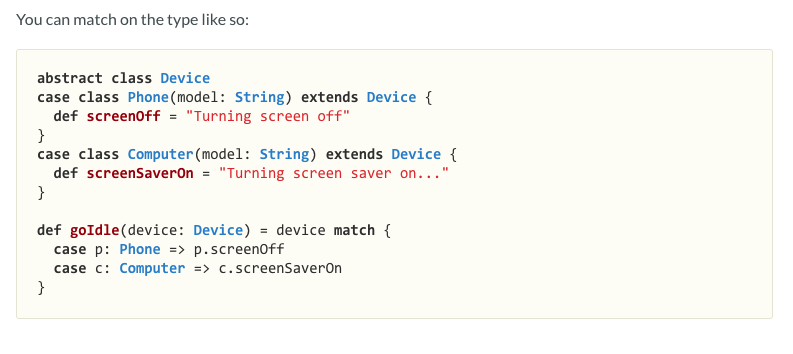 You can match on the type like so:
abstract class Device
case class Phone(model: String) extends Device {
  def screenOff = "Turning screen off"
}
case class Computer(model: String) extends Device {
  def screenSaverOn = "Turning screen saver on..."
}
def goIdle(device: Device) = device match {
  case p: Phone => p.screenOff
  case c: Computer => c.screenSaverOn
}